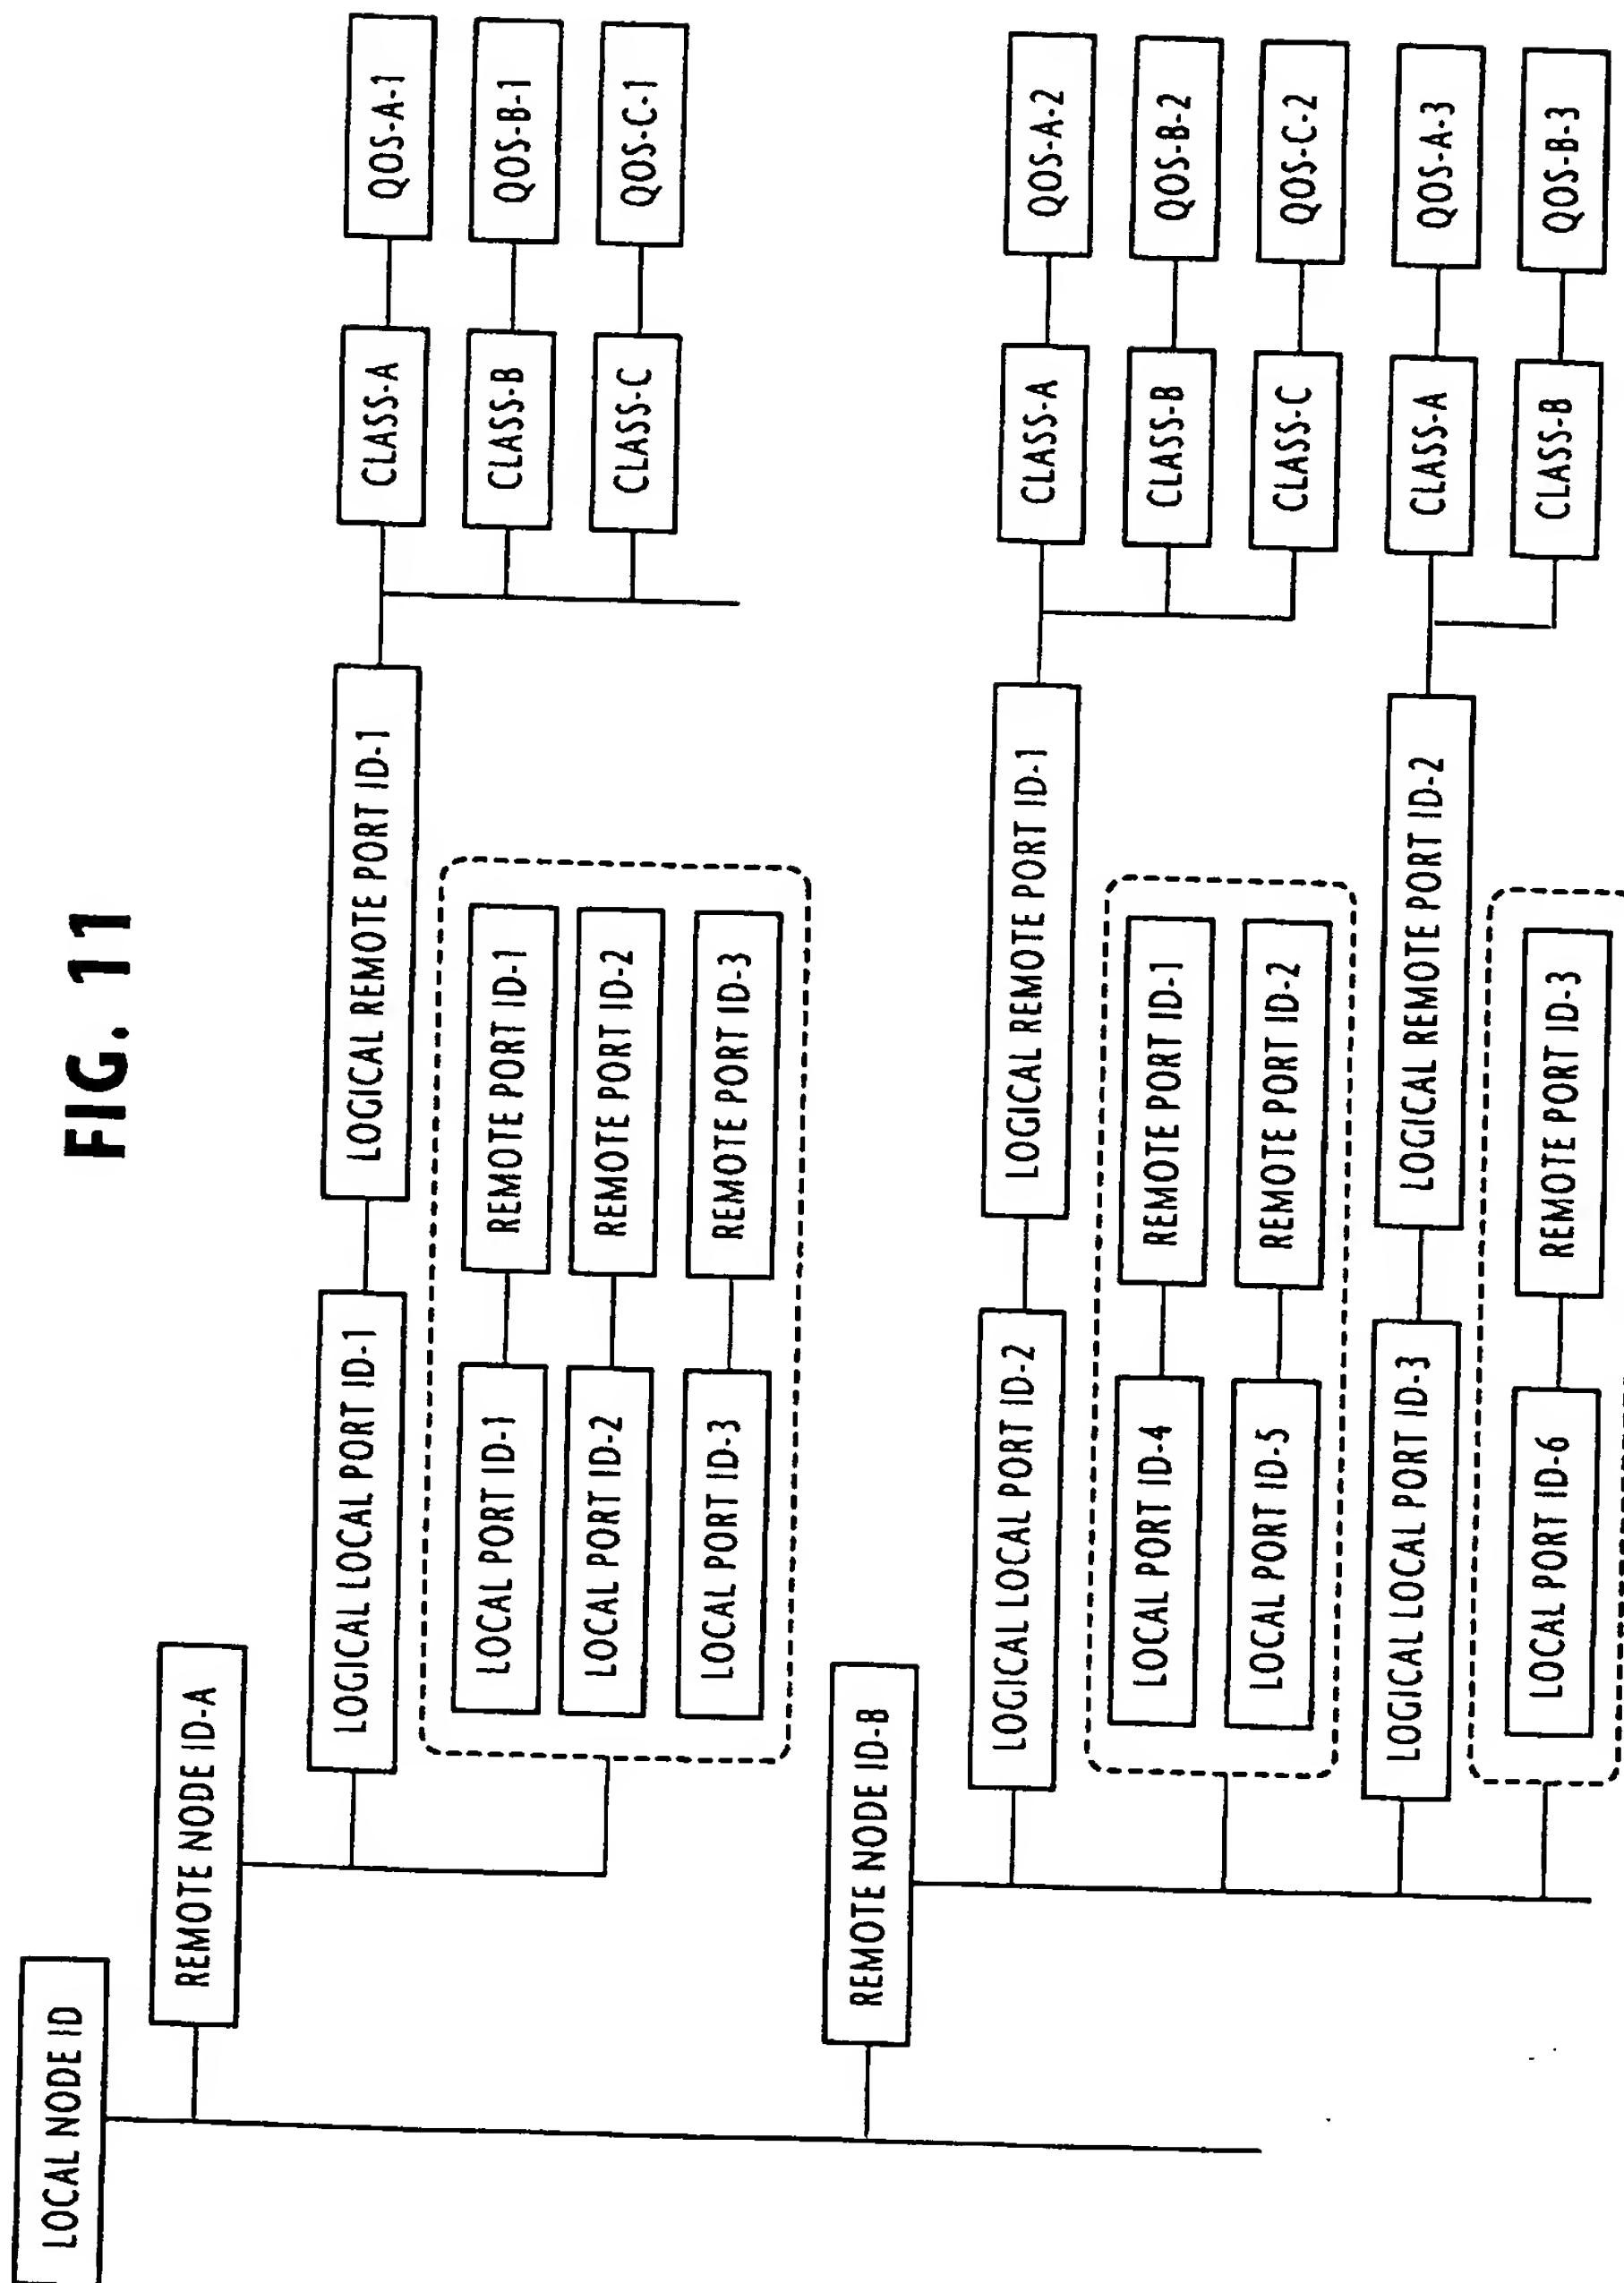 FIG. 11
LOCAL NODE ID
REMOTE NODE ID-A
LOGICAL LOCAL PORT ID-1
LOGICAL REMOTE PORT ID-1
CLASS-A
QOS-A-1
CLASS-B
QOS-B-1
CLASS-C
QOS-C-1
LOCAL PORT ID-1
REMOTE PORT ID-1
LOCAL PORT ID-2
REMOTE PORT ID-2
LOCAL PORT ID-3
REMOTE PORT ID-3
REMOTE NODE ID-B
LOGICAL LOCAL PORT ID-2
LOGICAL REMOTE PORT ID-1
CLASS-A
QOS-A-2
CLASS-B
QOS-B-2
CLASS-C
QOS-C-2
LOCAL PORT ID-4
REMOTE PORT ID-1
LOCAL PORT ID-5
REMOTE PORT ID-2
LOGICAL LOCAL PORT ID-3
LOGICAL REMOTE PORT ID-2
CLASS-A
QOS-A-3
CLASS-B
QOS-B-3
LOCAL PORT ID-6
REMOTE PORT ID-3